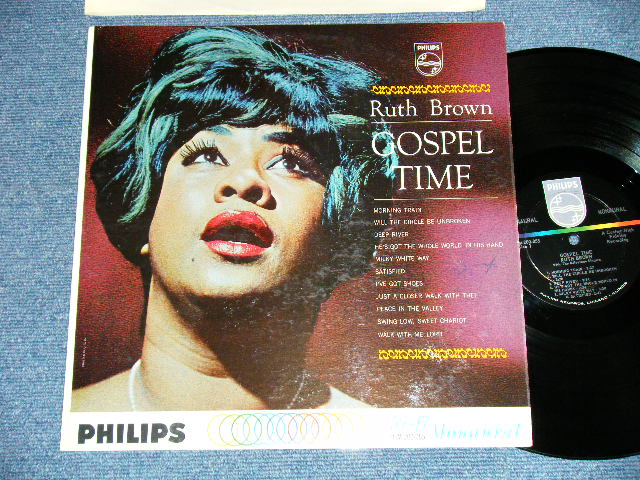 PHILIPS
Ruth Brown
GOSPEL
TIME
MORNING TRAIN
WILL THE CIRCLE BE UNBROKEN
DEEP RIVER
HE'S GOT THE WHOLE WORLD IN HIS HAND
MILKY WHITE WAY
SATISFIED
I'VE GOT SHOES
JUST A CLOSER WALK WITH THEE
PEACE IN THE VALLEY
SWING LOW, SWEET CHARIOT
WALK WITH ME, LORD
PHILIPS
Monaural
PHILIPS
MONAURAL
GOSPEL TIME
RUTH BROWN